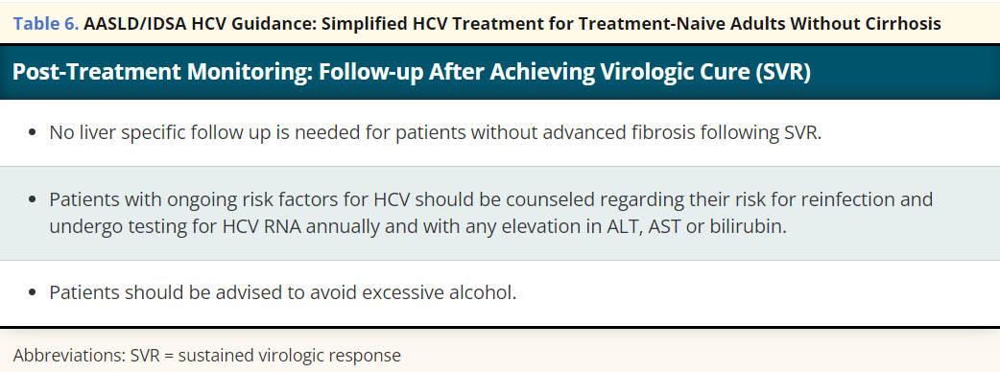 Table 6. AASLD/IDSA HCV Guidance: Simplified HCV Treatment for Treatment-Naive Adults Without Cirrhosis
Post-Treatment Monitoring: Follow-up After Achieving Virologic Cure (SVR)
• No liver specific follow up is needed for patients without advanced fibrosis following SVR.
• Patients with ongoing risk factors for HCV should be counseled regarding their risk for reinfection and
undergo testing for HCV RNA annually and with any elevation in ALT, AST or bilirubin.
• Patients should be advised to avoid excessive alcohol.
Abbreviations: SVR = sustained virologic response